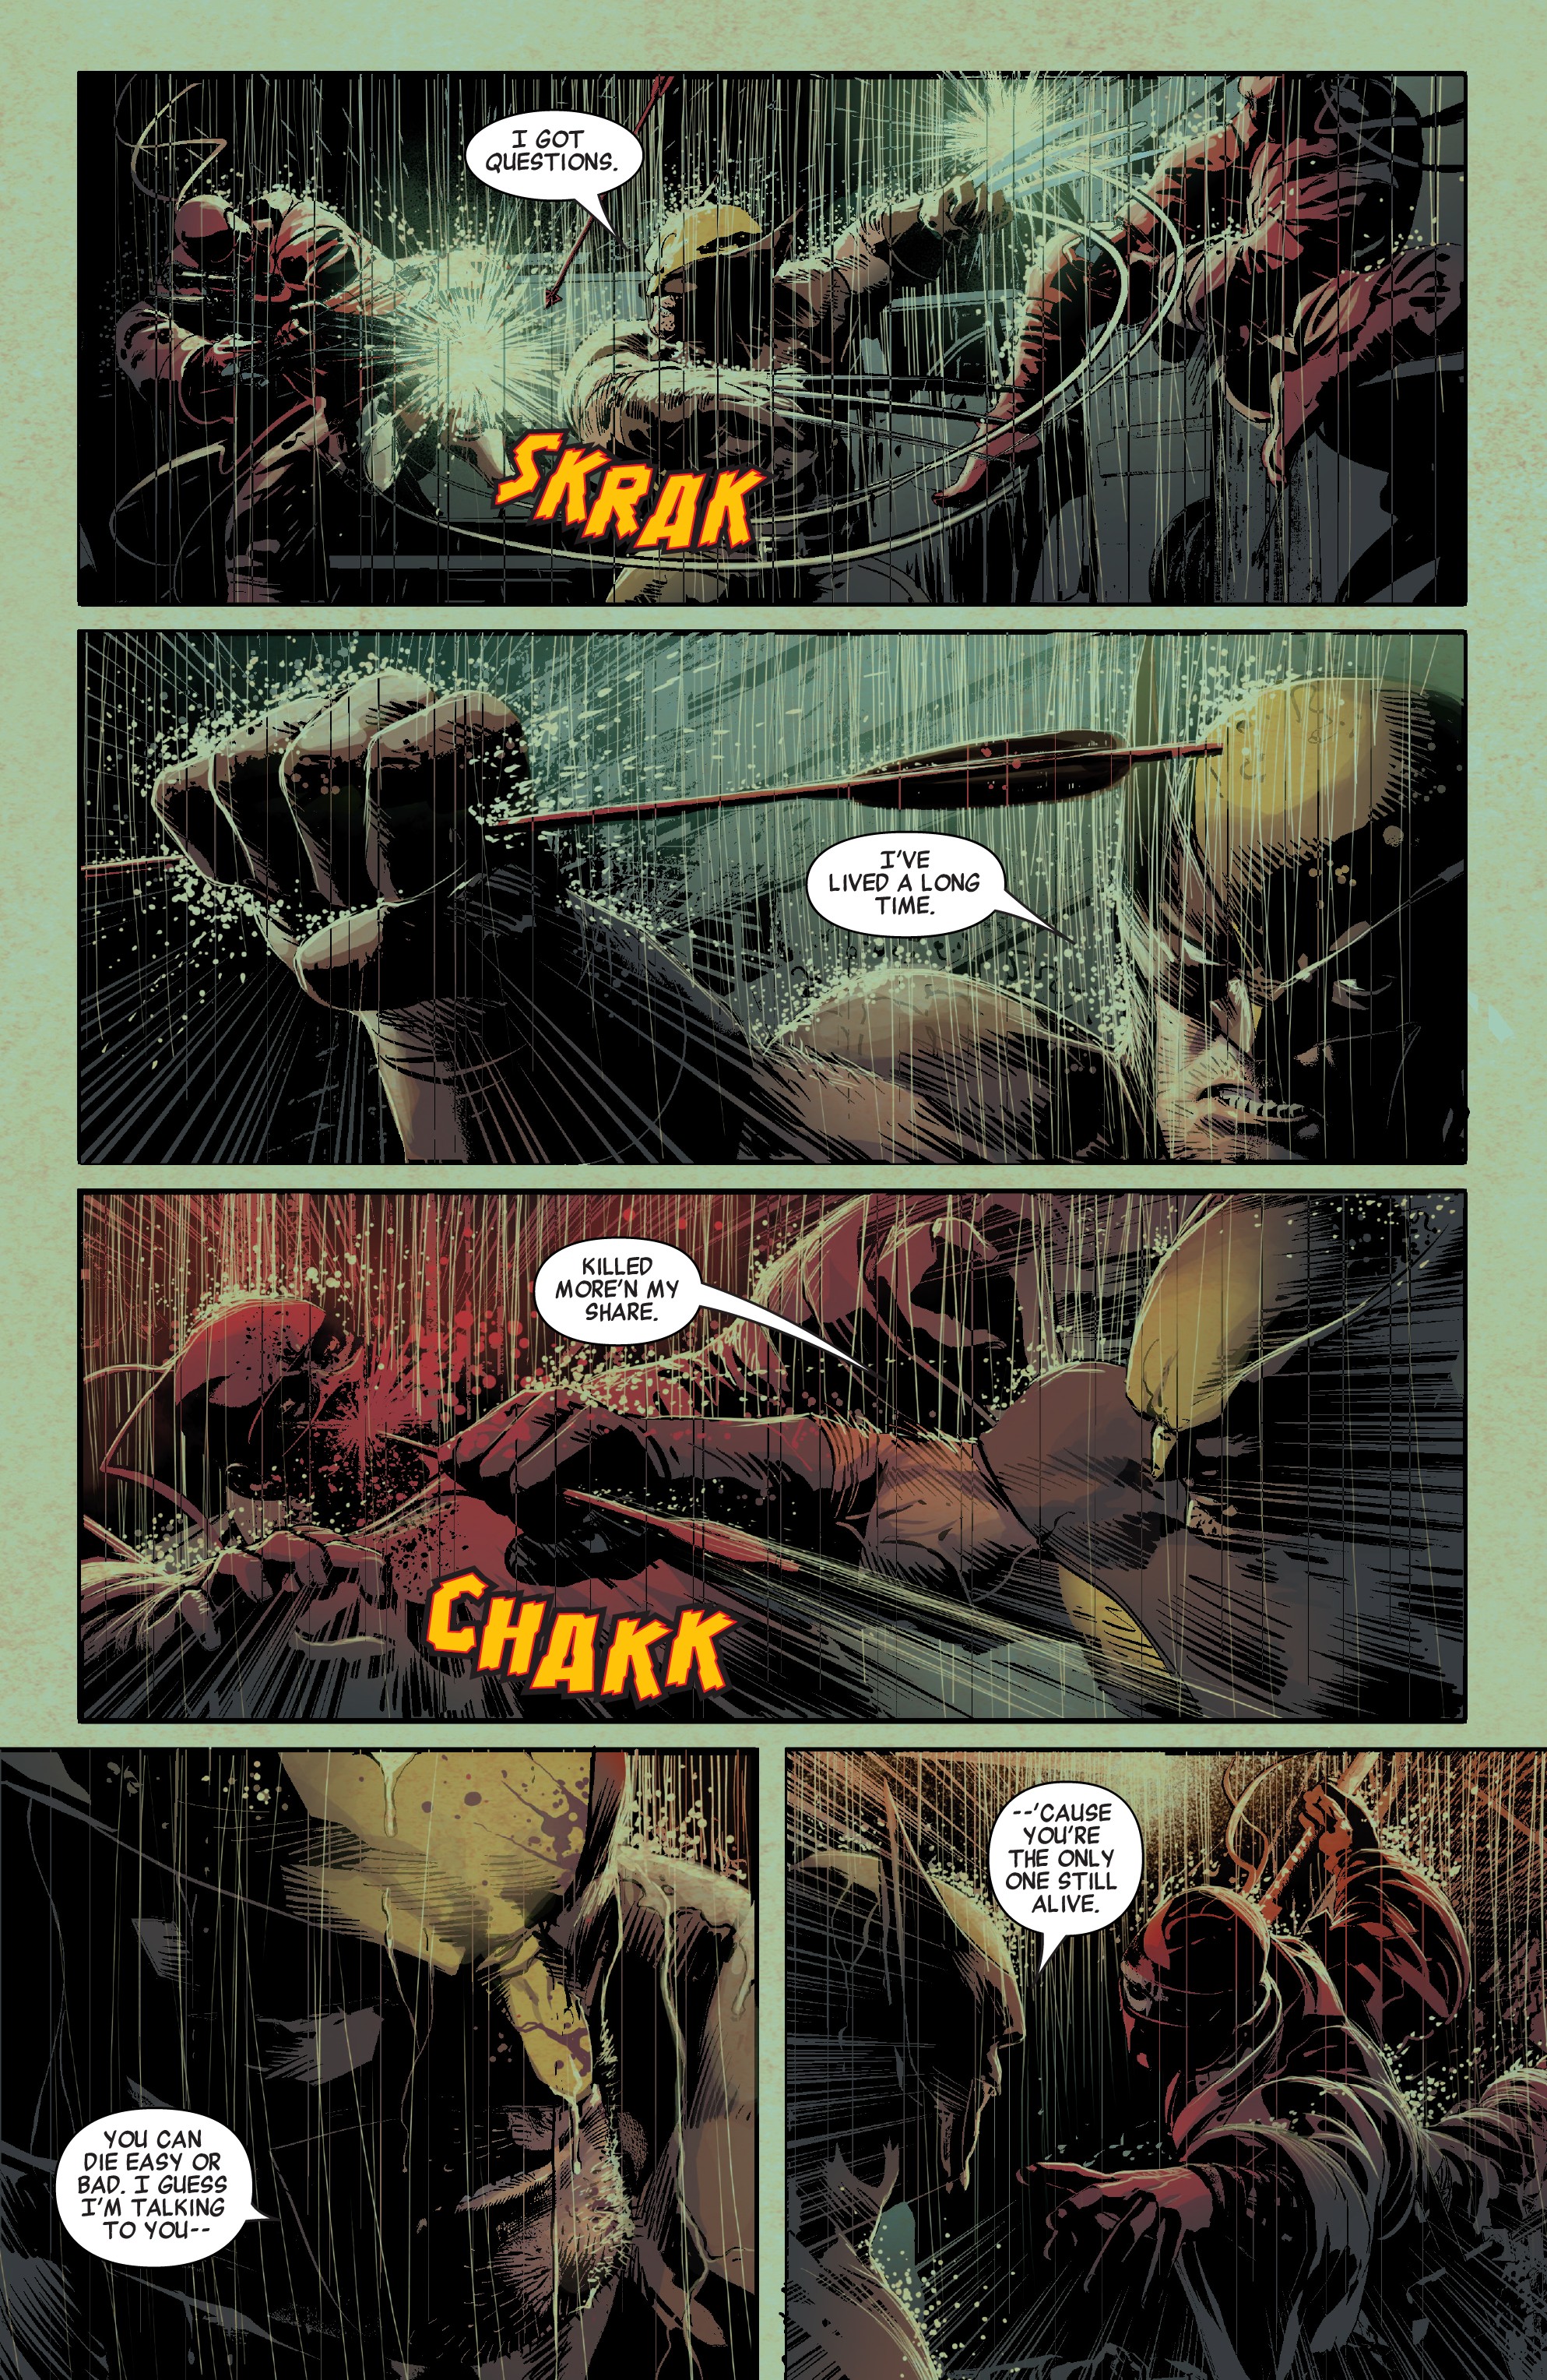 I GOT
QUESTIONS.
SKRAK
I'VE
LIVED A LONG
TIME.
KILLED
MORE'N MY
SHARE.
CHAKK
YOU CAN
DIE EASY OR
BAD. I GUESS
I'M TALKING
TO YOU--
--'CAUSE
YOU'RE
THE ONLY
ONE STILL
ALIVE.